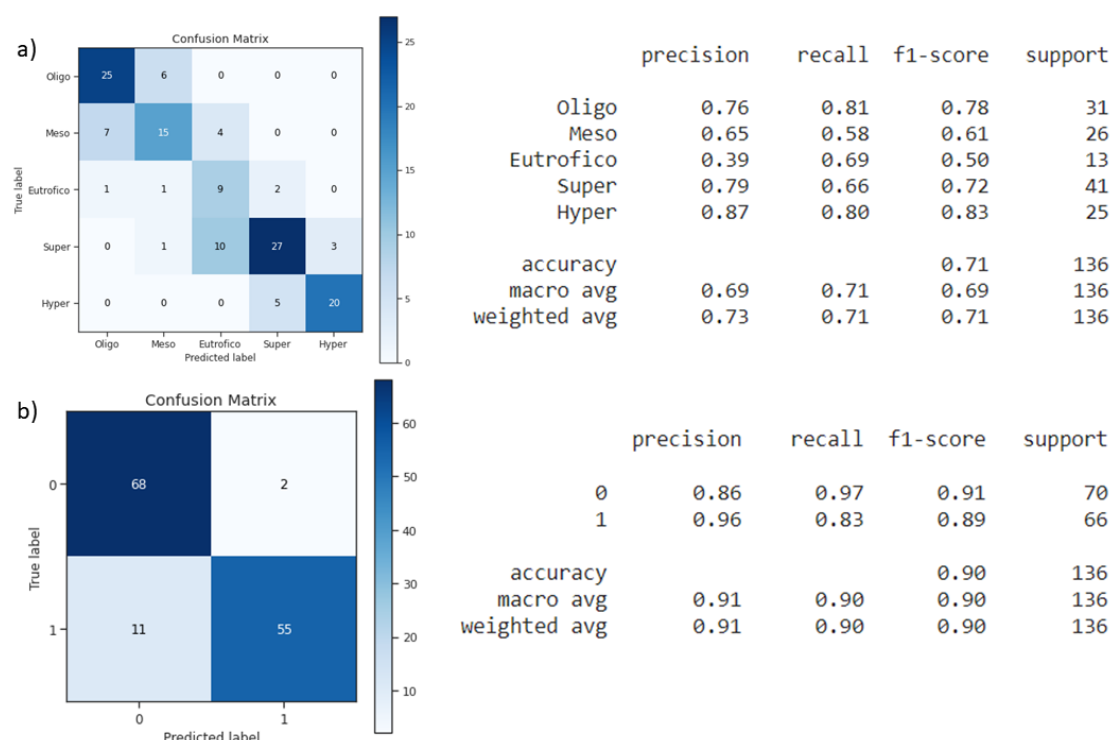 a)
Confusion Matrix
True label
Oligo 25 6 0 0 0
Meso 7 15 4 0 0
Eutrofico 1 1 9 2 0
Super 0 1 10 27 3
Hyper 0 0 0 5 20
Oligo Meso Eutrofico Super Hyper
Predicted label
25
20
15
10
5
0
precision recall f1-score support
Oligo 0.76 0.81 0.78 31
Meso 0.65 0.58 0.61 26
Eutrofico 0.39 0.69 0.50 13
Super 0.79 0.66 0.72 41
Hyper 0.87 0.80 0.83 25
accuracy 0.71 136
macro avg 0.69 0.71 0.69 136
weighted avg 0.73 0.71 0.71 136
b)
Confusion Matrix
True label
0 68 2
1 11 55
0 1
Predicted label
60
50
40
30
20
10
precision recall f1-score support
0 0.86 0.97 0.91 70
1 0.96 0.83 0.89 66
accuracy 0.90 136
macro avg 0.91 0.90 0.90 136
weighted avg 0.91 0.90 0.90 136